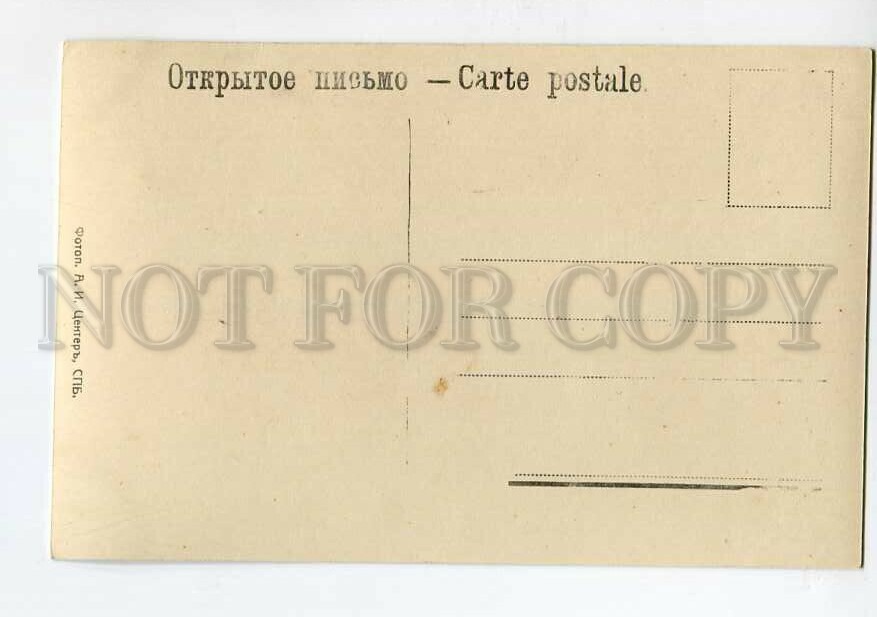 Открытое письмо — Carte postale.
Фотоп. А. И. Центеръ, СПБ.
NOT FOR COPY